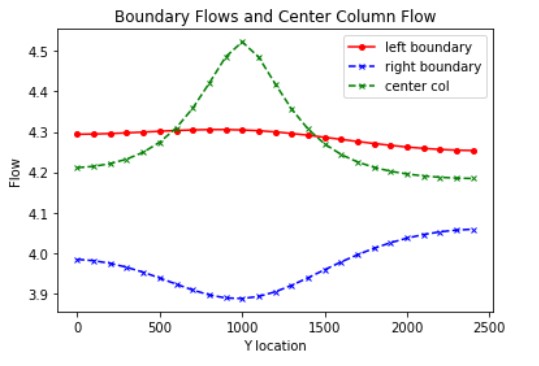 Boundary Flows and Center Column Flow
left boundary
right boundary
center col
4.5
4.4
4.3
4.2
4.1
4.0
3.9
Flow
0 500 1000 1500 2000 2500
Y location